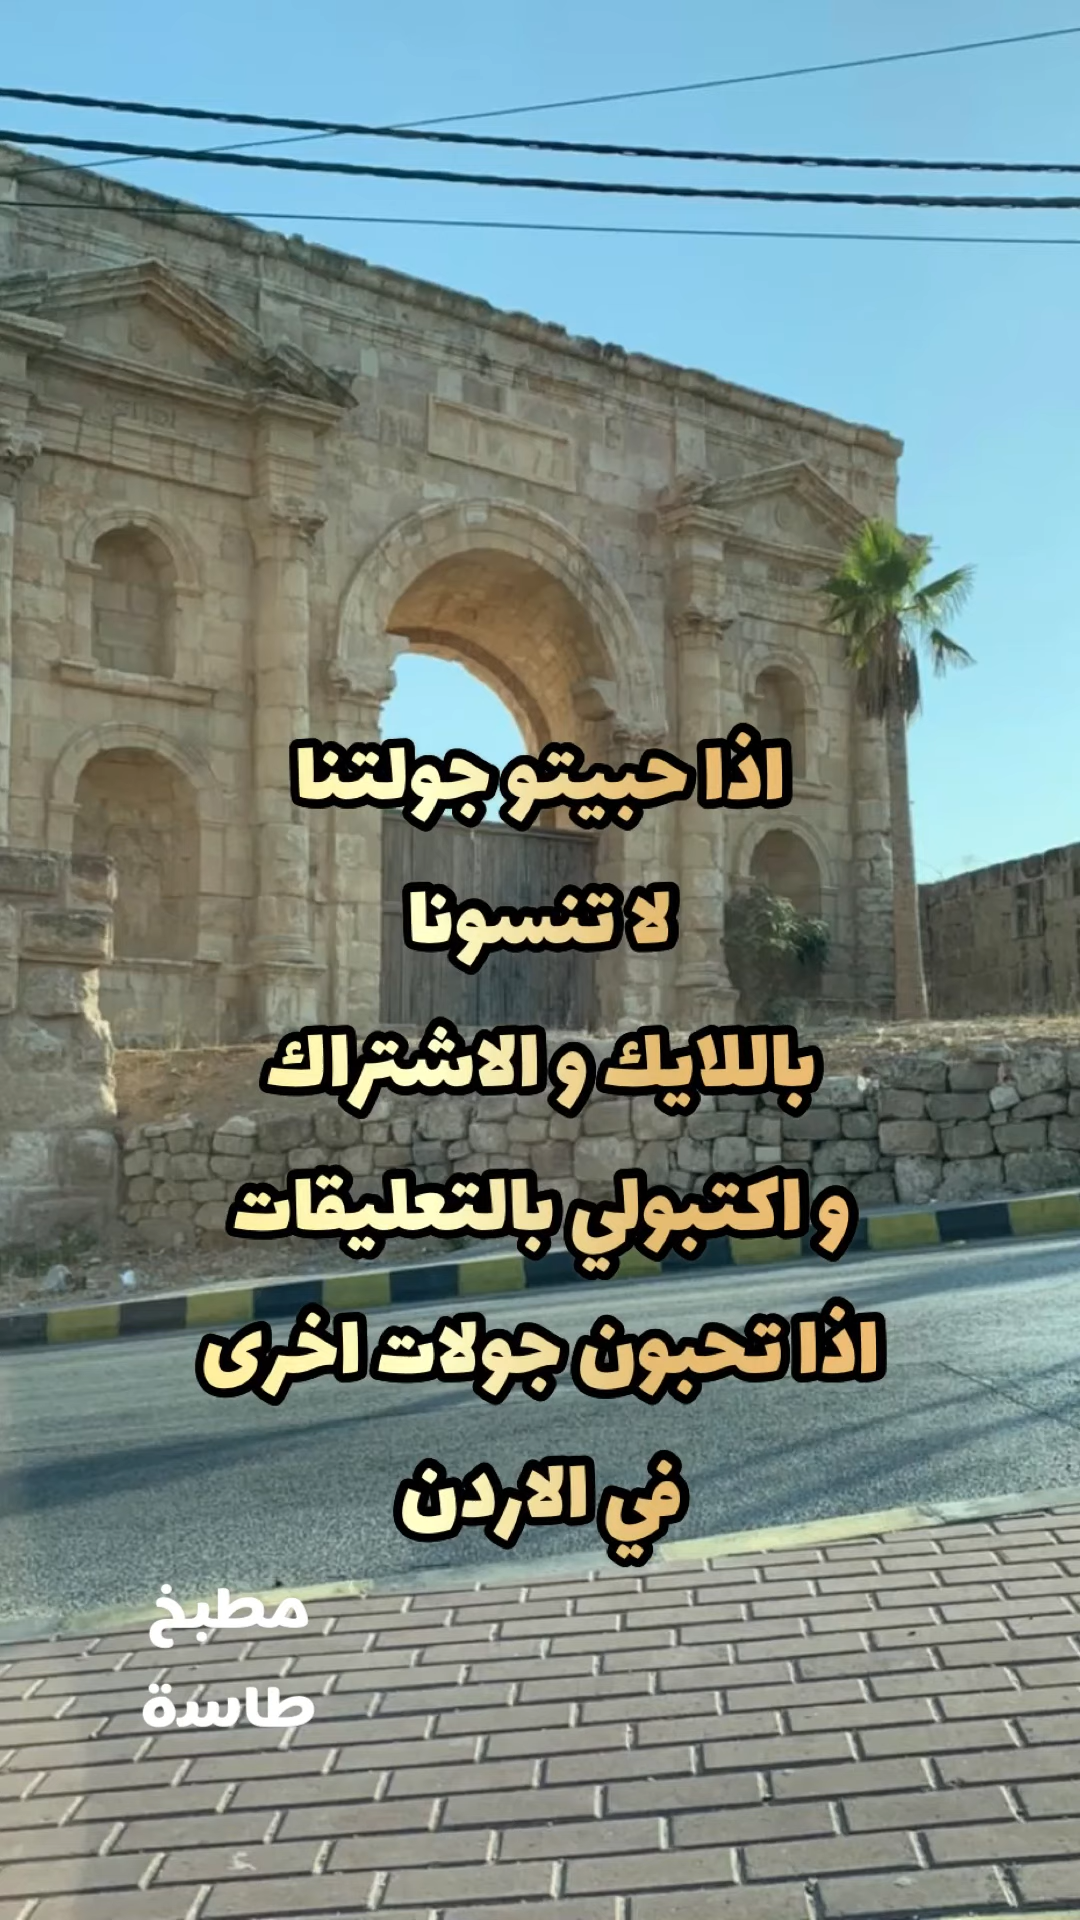 اذا حبيتو جولتنا
لا تنسونا
باللايك و الاشتراك
و اكتبولي بالتعليقات
اذا تحبون جولات اخرى
في الاردن
مطبخ
طاسة